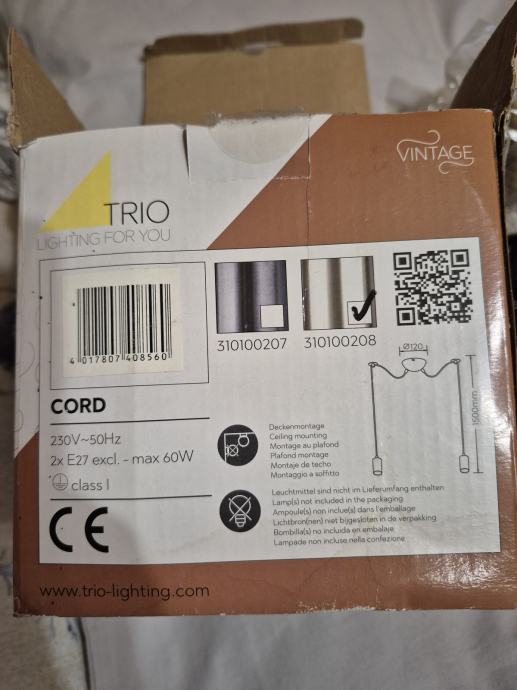 VINTAGE
TRIO
LIGHTING FOR YOU
4 017807 408560
310100207
310100208
Ø120
1500mm
CORD
230V~50Hz
2x E27 excl. - max 60W
class I
CE
Deckenmontage
Ceiling mounting
Montage au plafond
Plafond montage
Montaje de techo
Montaggio a soffitto
Leuchtmittel sind nicht im Lieferumfang enthalten
Lamp(s) not included in the packaging
Ampoule(s) non inclue(s) dans l'emballage
Lichtbron(nen) niet bijgesloten in de verpakking
Bombilla(s) no incluida en embalaje
Lampade non incluse nella confezione
www.trio-lighting.com